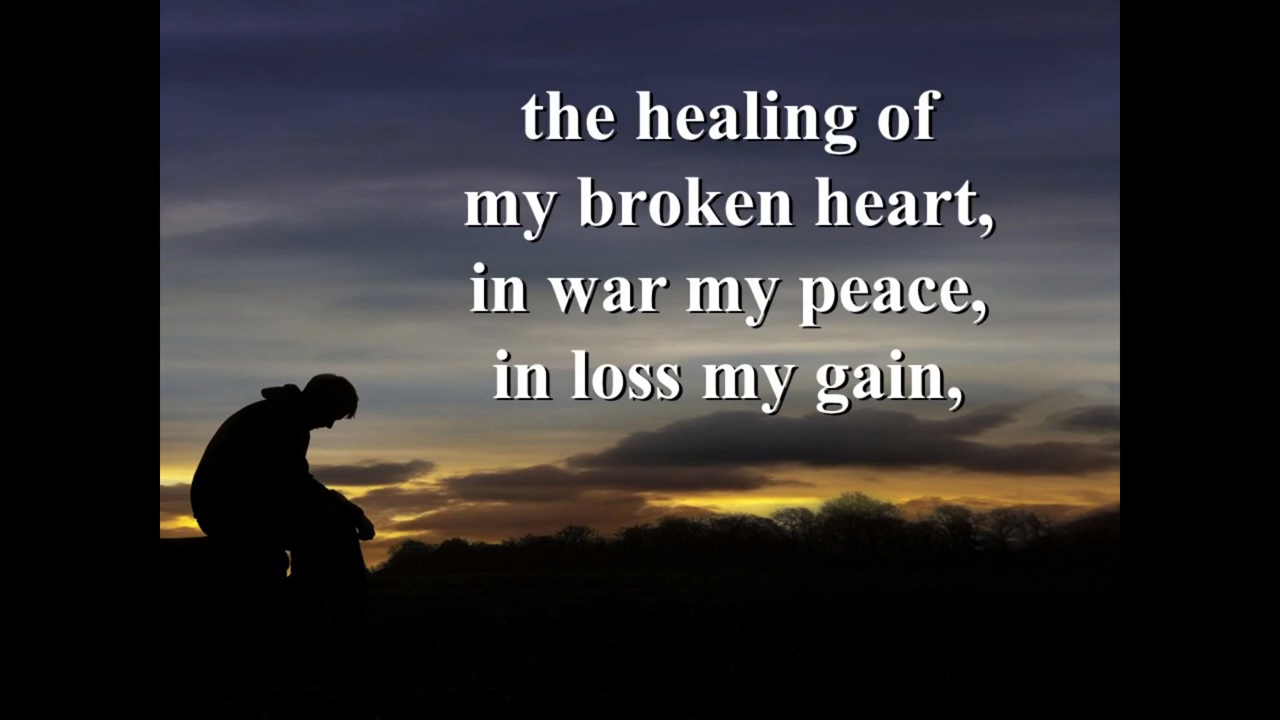 the healing of
my broken heart,
in war my peace,
in loss my gain,